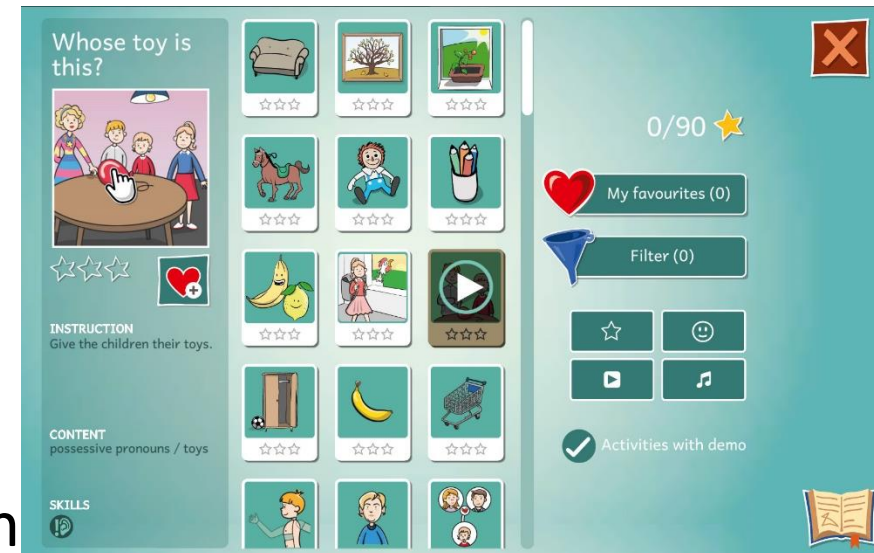 Whose toy is
this?
INSTRUCTION
Give the children their toys.
CONTENT
possessive pronouns / toys
SKILLS
0/90
My favourites (0)
Filter (0)
Activities with demo
n